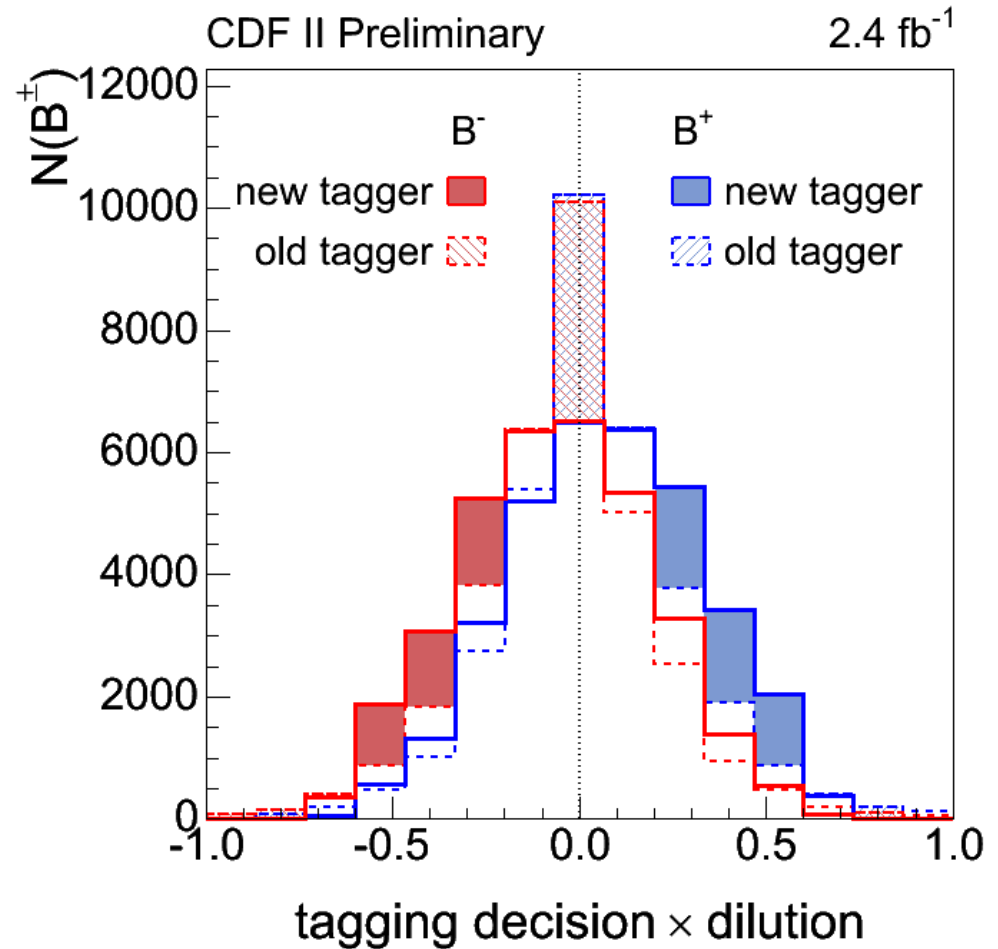 CDF II Preliminary 2.4 fb⁻¹
N(B±)
12000
10000
8000
6000
4000
2000
0
B⁻ B⁺
new tagger new tagger
old tagger old tagger
-1.0 -0.5 0.0 0.5 1.0
tagging decision × dilution